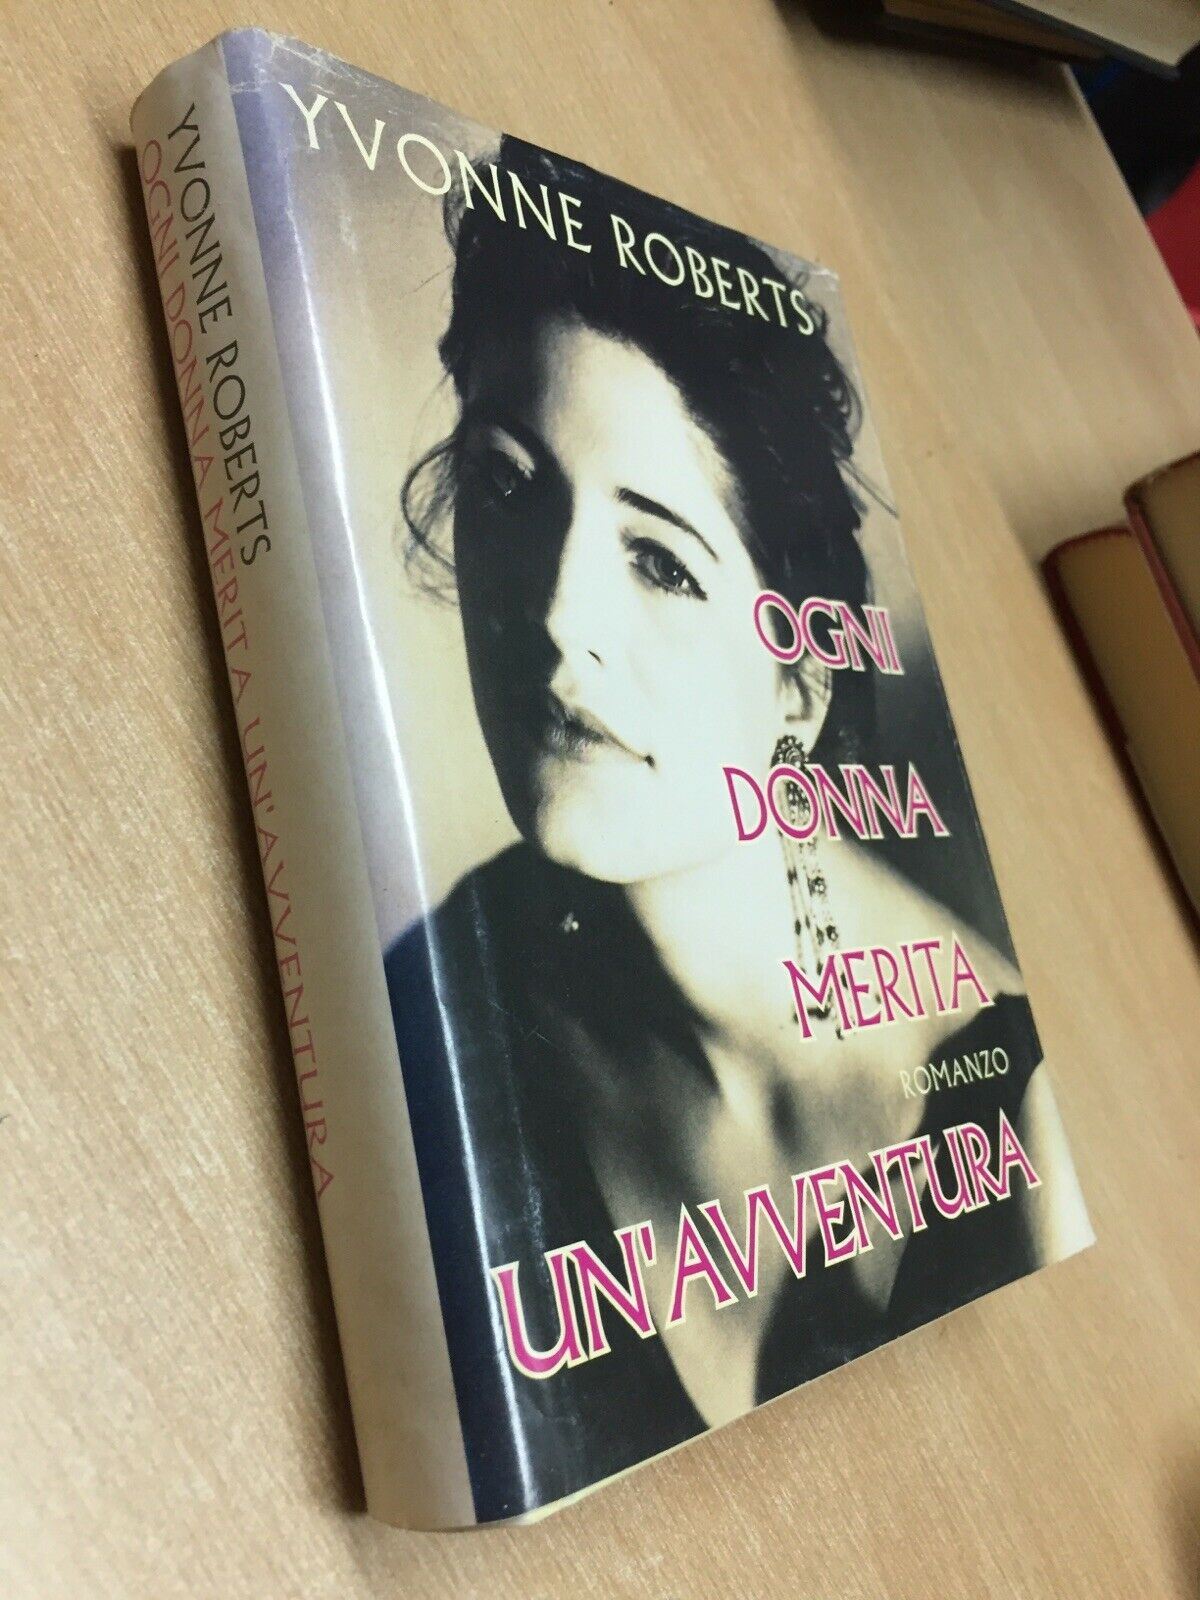 YVONNE ROBERTS
OGNI
DONNA
MERITA
ROMANZO
UN'AVVENTURA
YVONNE ROBERTS
OGNI DONNA MERITA UN'AVVENTURA